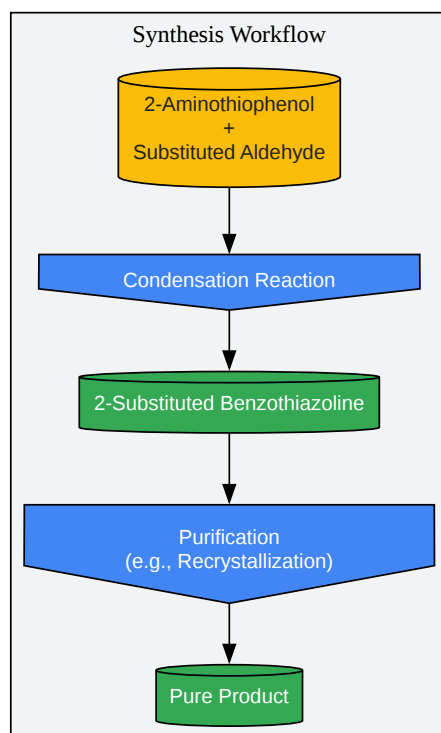 Synthesis Workflow
2-Aminothiophenol
+
Substituted Aldehyde
Condensation Reaction
2-Substituted Benzothiazoline
Purification
(e.g., Recrystallization)
Pure Product